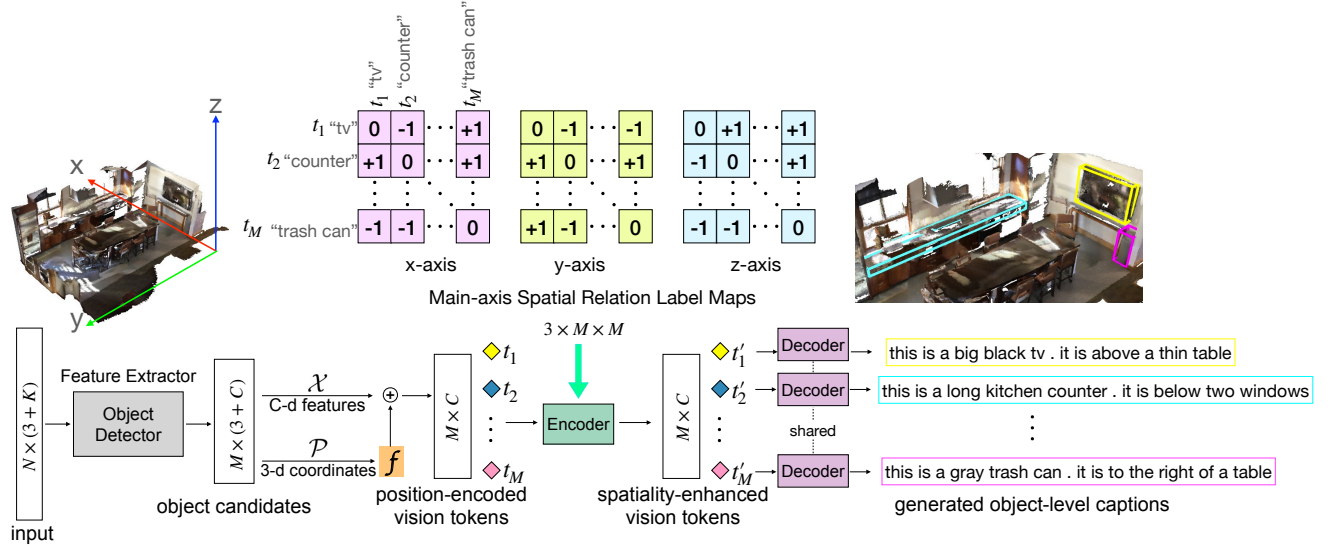 t₁ “tv”
t₂ “counter”
t_M “trash can”
t₁ “tv” 0 -1 ··· +1 0 -1 ··· -1 0 +1 ··· +1
t₂ “counter” +1 0 ··· +1 +1 0 ··· +1 -1 0 ··· +1
t_M “trash can” -1 -1 ··· 0 +1 -1 ··· 0 -1 -1 ··· 0
z
x
y
x-axis y-axis z-axis
Main-axis Spatial Relation Label Maps
N × (3 + K)
input
Feature Extractor
Object
Detector
M × (3 + C)
object candidates
𝒳
C-d features
𝒫
3-d coordinates
+
f
M × C
t₁
t₂
t_M
position-encoded
vision tokens
3 × M × M
Encoder
M × C
t′₁
t′₂
t′_M
spatiality-enhanced
vision tokens
Decoder
Decoder
shared
Decoder
this is a big black tv . it is above a thin table
this is a long kitchen counter . it is below two windows
this is a gray trash can . it is to the right of a table
generated object-level captions